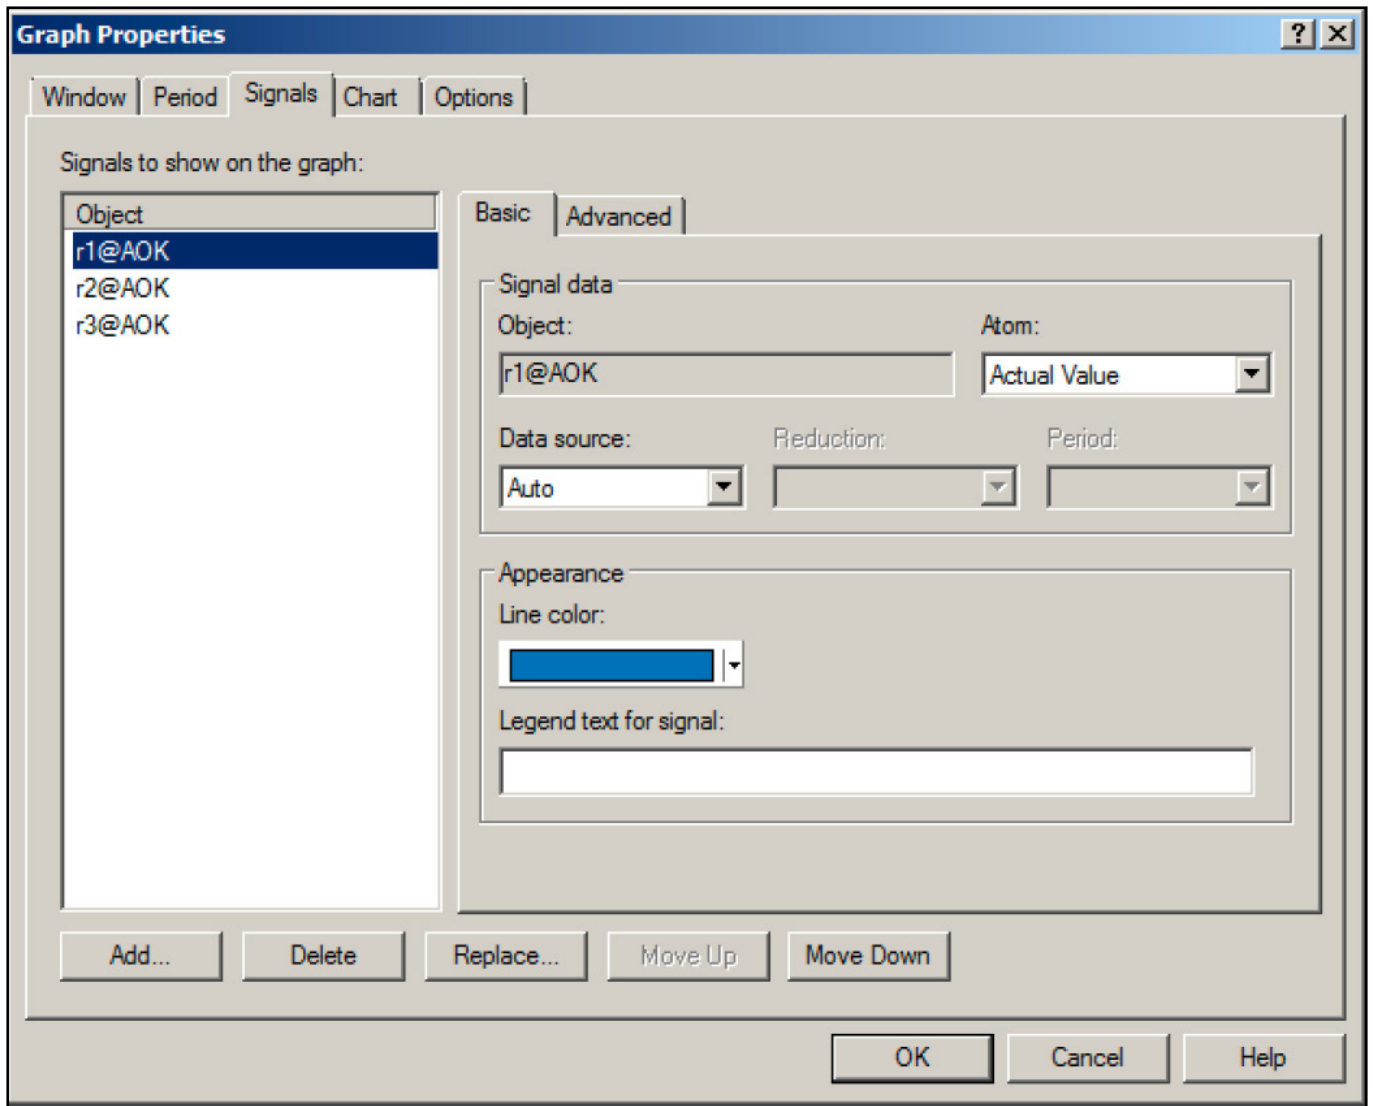 Graph Properties
Window Period Signals Chart Options
Signals to show on the graph:
Object
r1@AOK
r2@AOK
r3@AOK
Basic Advanced
Signal data
Object: Atom:
r1@AOK Actual Value
Data source: Reduction: Period:
Auto
Appearance
Line color:
Legend text for signal:
Add... Delete Replace... Move Up Move Down
OK Cancel Help